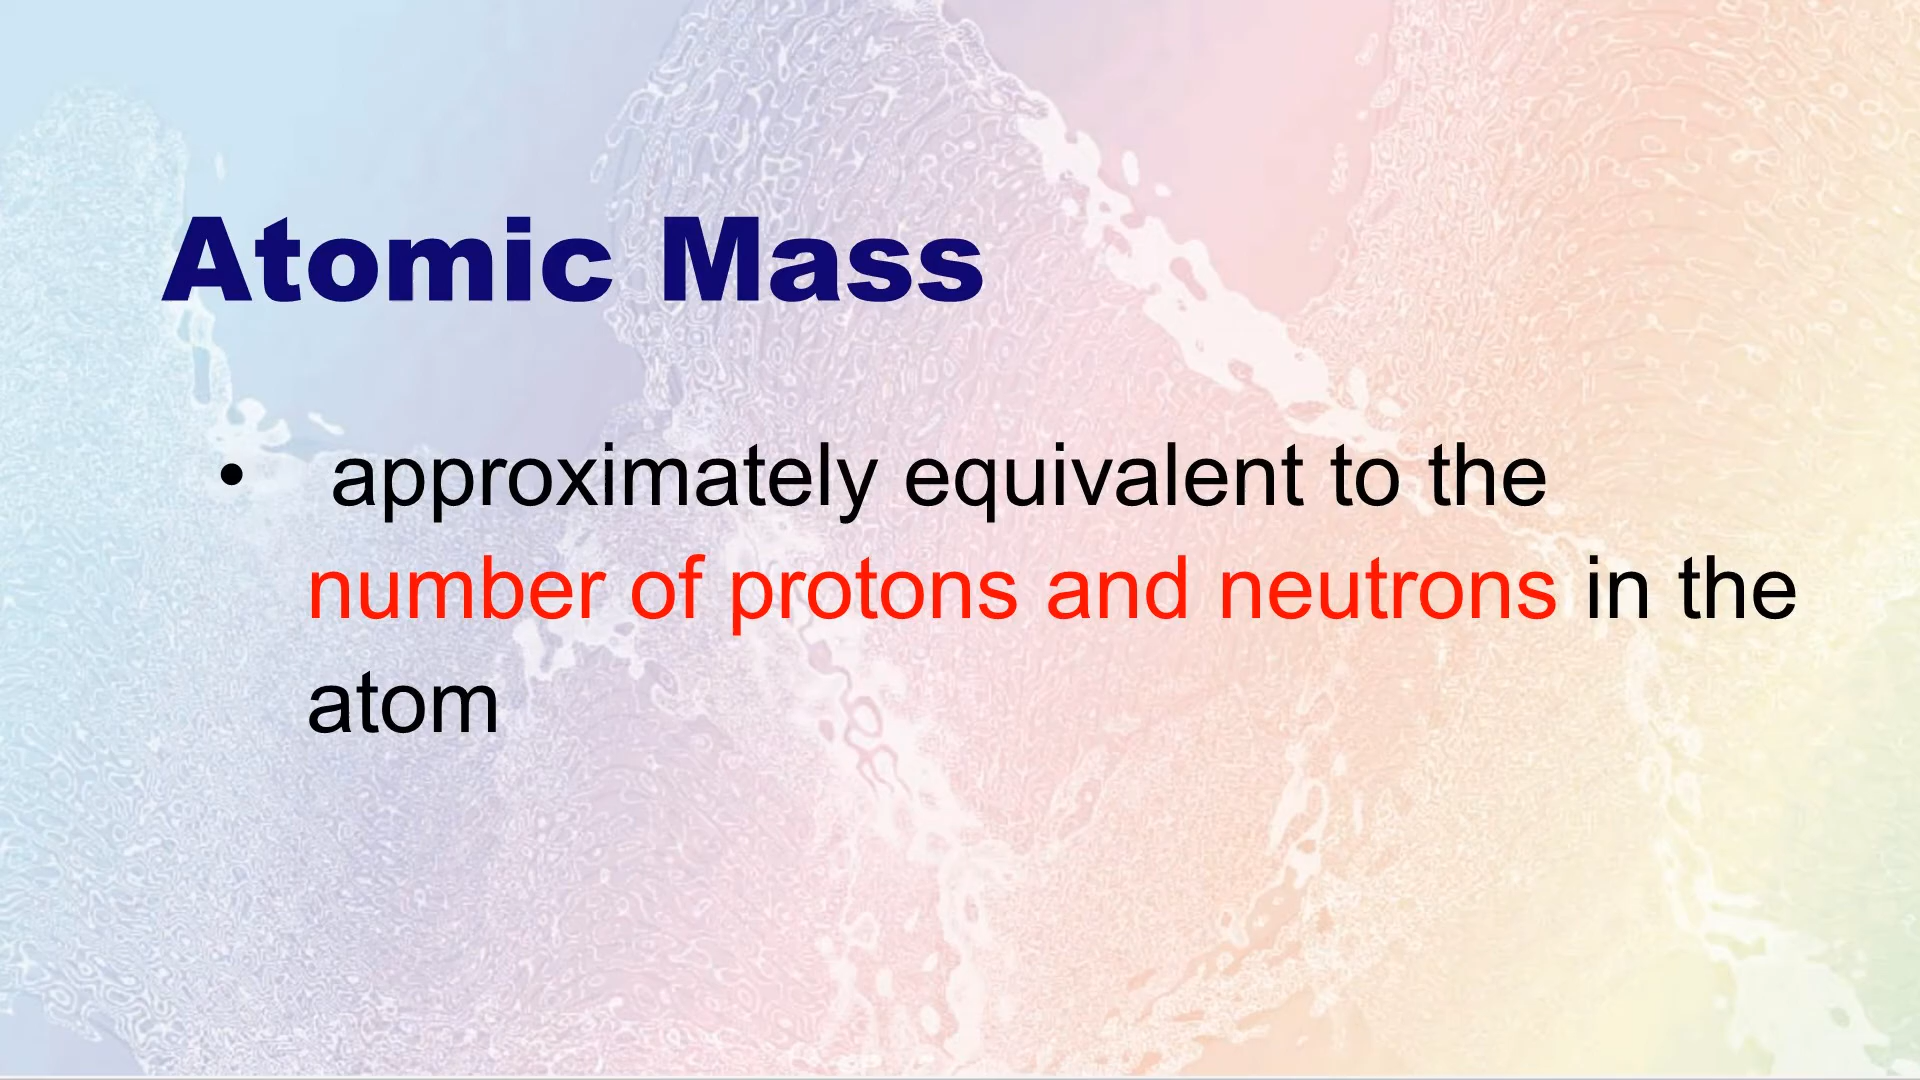 Atomic Mass
• approximately equivalent to the
number of protons and neutrons in the
atom